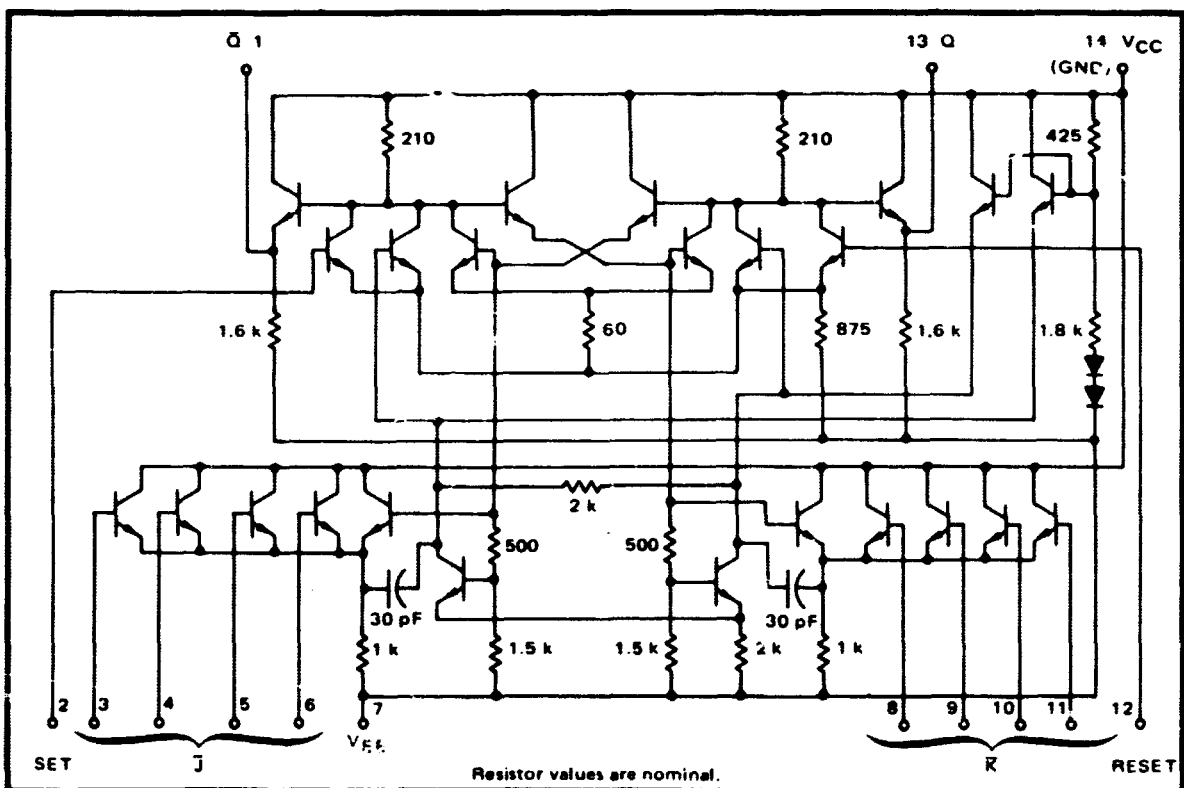 Q̄ 1
13 Q
14 VCC
(GND)
210
210
425
1.6 k
60
875
1.6 k
1.8 k
2 k
500
500
30 pF
30 pF
1 k
1.5 k
1.5 k
2 k
1 k
2
3
4
5
6
7
8
9
10
11
12
SET
J̄
VEE
K̄
RESET
Resistor values are nominal.